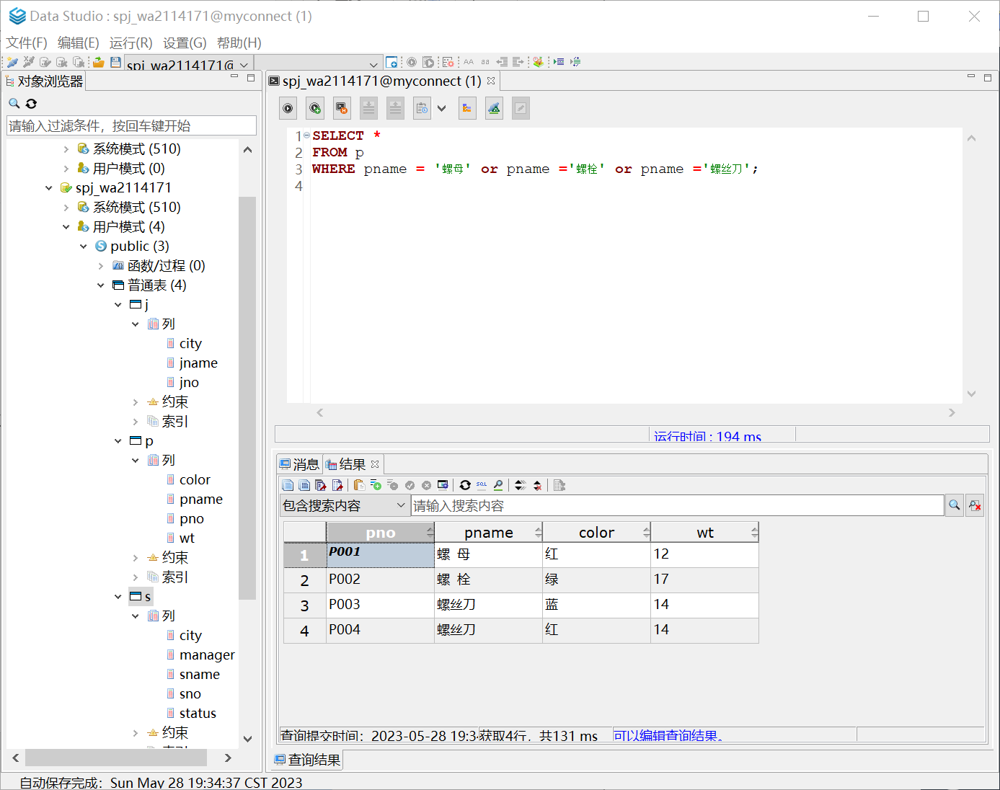 Data Studio : spj_wa2114171@myconnect (1)
文件(F) 编辑(E) 运行(R) 设置(G) 帮助(H)
spj_wa2114171@
对象浏览器
请输入过滤条件，按回车键开始
系统模式 (510)
用户模式 (0)
spj_wa2114171
系统模式 (510)
用户模式 (4)
public (3)
函数/过程 (0)
普通表 (4)
j
列
city
jname
jno
约束
索引
p
列
color
pname
pno
wt
约束
索引
s
列
city
manager
sname
sno
status
约束
spj_wa2114171@myconnect (1)
1 SELECT *
2 FROM p
3 WHERE pname = '螺母' or pname ='螺栓' or pname ='螺丝刀';
4
运行时间 : 194 ms
消息 结果
包含搜索内容 请输入搜索内容
pno pname color wt
1 P001 螺 母 红 12
2 P002 螺 栓 绿 17
3 P003 螺丝刀 蓝 14
4 P004 螺丝刀 红 14
查询提交时间：2023-05-28 19:3 获取4行，共131 ms 可以编辑查询结果。
查询结果
自动保存完成：Sun May 28 19:34:37 CST 2023